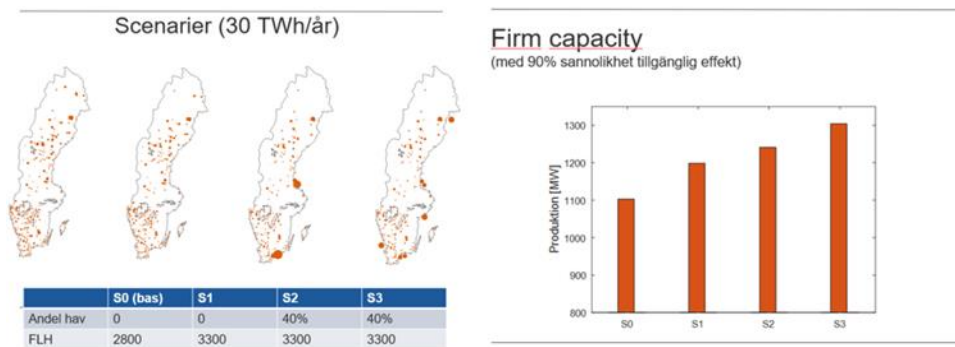 Scenarier (30 TWh/år)
S0 (bas) S1 S2 S3
Andel hav 0 0 40% 40%
FLH 2800 3300 3300 3300
Firm capacity
(med 90% sannolikhet tillgänglig effekt)
Produktion [MW]
1300
1200
1100
1000
900
800
S0 S1 S2 S3